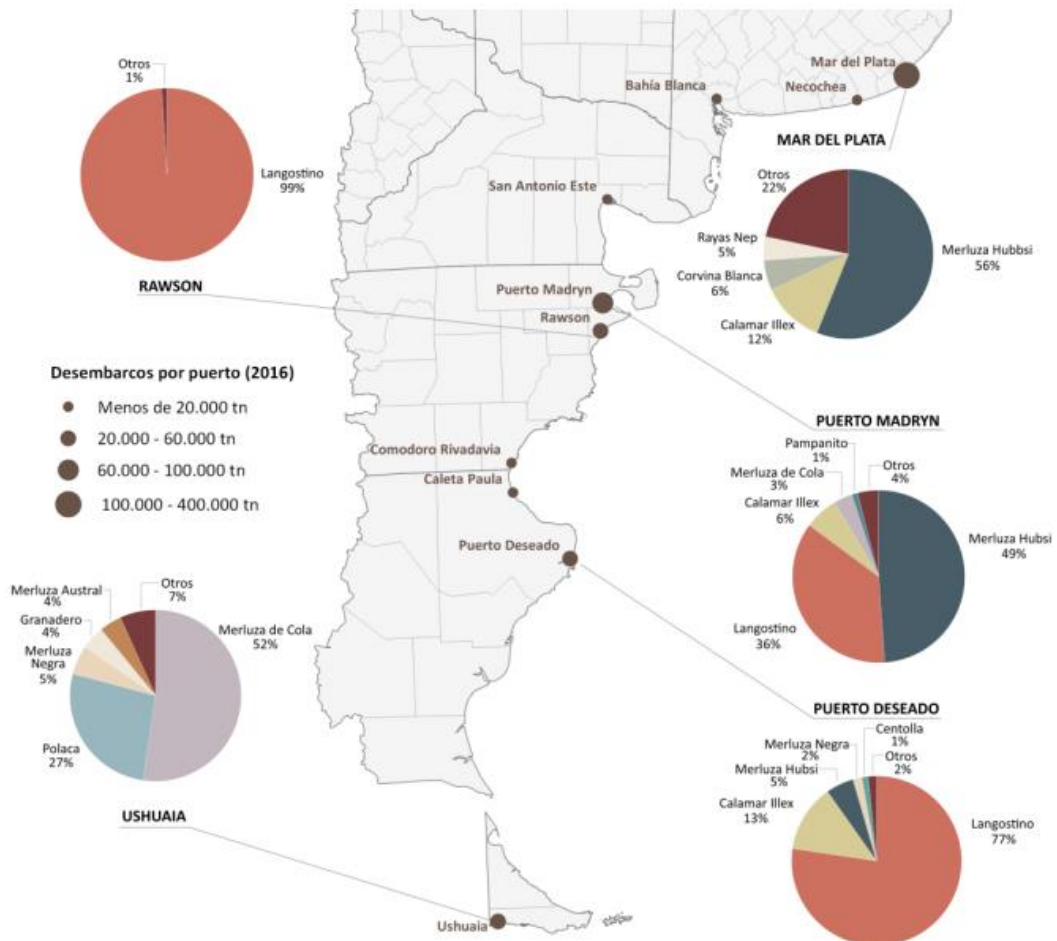 Otros
1%
Langostino
99%
RAWSON
Mar del Plata
Bahía Blanca
Necochea
San Antonio Este
Puerto Madryn
Rawson
Comodoro Rivadavia
Caleta Paula
Puerto Deseado
Ushuaia
MAR DEL PLATA
Otros
22%
Rayas Nep
5%
Corvina Blanca
6%
Calamar Illex
12%
Merluza Hubbsi
56%
Desembarcos por puerto (2016)
Menos de 20.000 tn
20.000 - 60.000 tn
60.000 - 100.000 tn
100.000 - 400.000 tn
PUERTO MADRYN
Pampanito
1%
Merluza de Cola
3%
Otros
4%
Calamar Illex
6%
Merluza Hubsi
49%
Langostino
36%
Merluza Austral
4%
Otros
7%
Granadero
4%
Merluza de Cola
52%
Merluza
Negra
5%
Polaca
27%
USHUAIA
PUERTO DESEADO
Centolla
1%
Merluza Negra
2%
Otros
2%
Merluza Hubsi
5%
Calamar Illex
13%
Langostino
77%